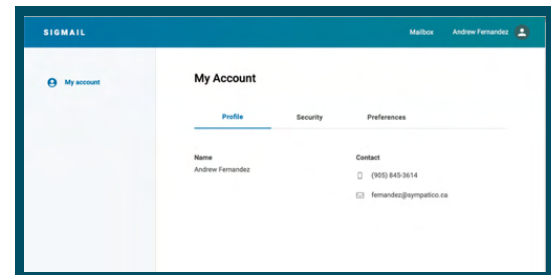 SIGMAIL
Mailbox Andrew Fernandez
My account
My Account
Profile Security Preferences
Name
Andrew Fernandez
Contact
(905) 845-3614
fernandez@sympatico.ca